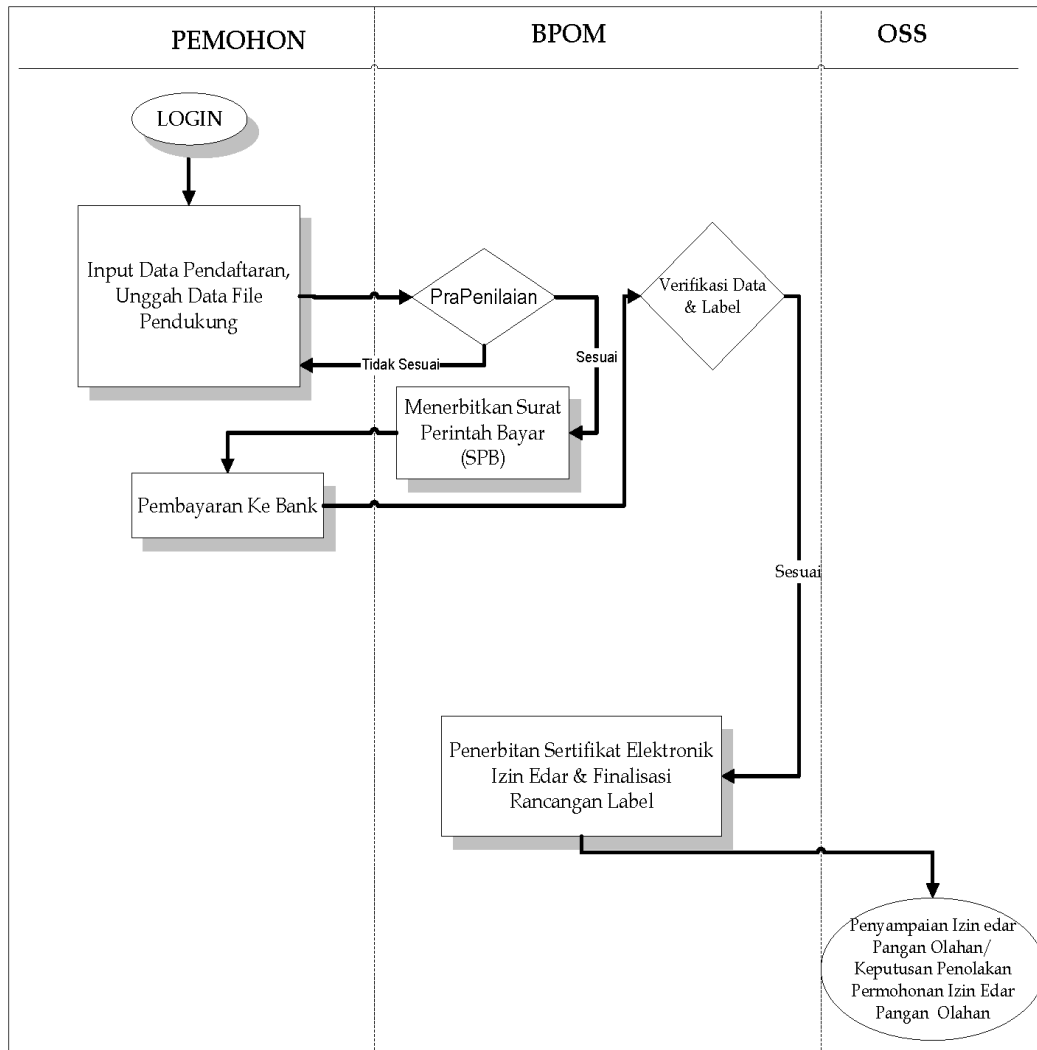 PEMOHON
BPOM
OSS
LOGIN
Input Data Pendaftaran,
Unggah Data File
Pendukung
PraPenilaian
Verifikasi Data
& Label
Tidak Sesuai
Sesuai
Menerbitkan Surat
Perintah Bayar
(SPB)
Pembayaran Ke Bank
Sesuai
Penerbitan Sertifikat Elektronik
Izin Edar & Finalisasi
Rancangan Label
Penyampaian Izin edar
Pangan Olahan/
Keputusan Penolakan
Permohonan Izin Edar
Pangan Olahan